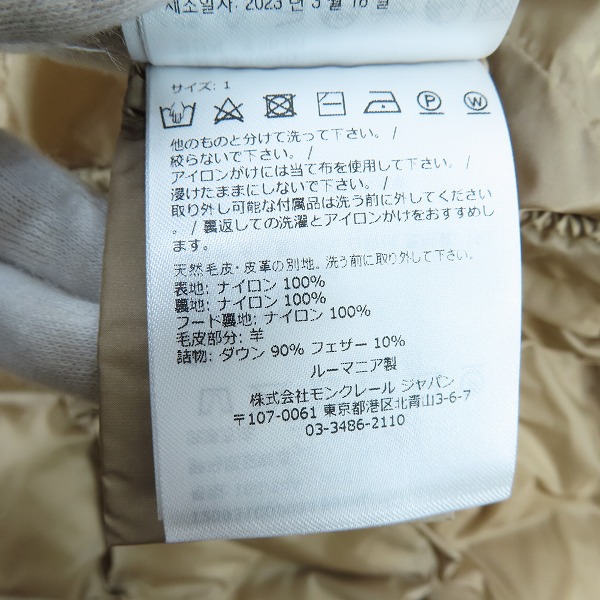 제조일자: 2023 년 3 월 16 일
サイズ: 1
P W
他のものと分けて洗って下さい。 /
絞らないで下さい。 /
アイロンがけには当て布を使用して下さい。 /
浸けたままにしないで下さい。 /
取り外し可能な付属品は洗う前に外してください
。 / 裏返しての洗濯とアイロンがけをおすすめし
ます。
天然毛皮・皮革の別地。洗う前に取り外して下さい。
表地: ナイロン 100%
裏地: ナイロン 100%
フード裏地: ナイロン 100%
毛皮部分: 羊
詰物: ダウン 90% フェザー 10%
ルーマニア製
株式会社モンクレール ジャパン
〒107-0061 東京都港区北青山3-6-7
03-3486-2110